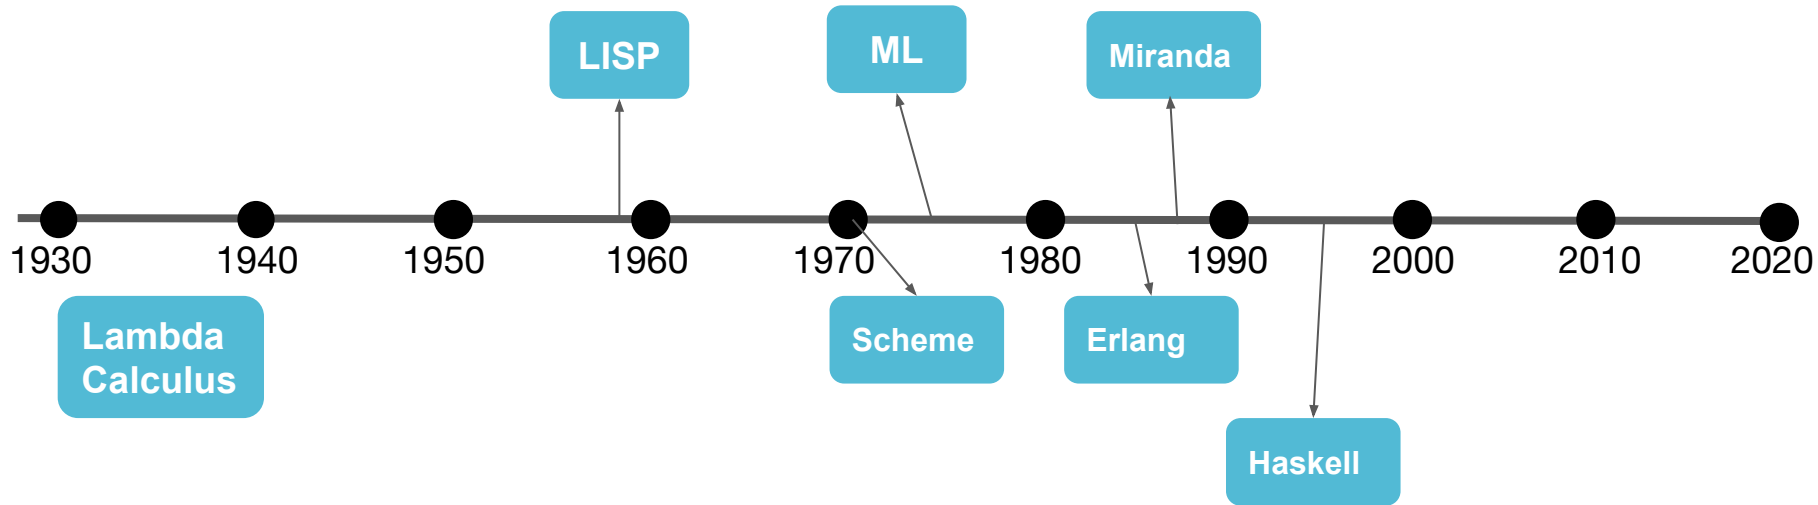 LISP
ML
Miranda
1930
1940
1950
1960
1970
1980
1990
2000
2010
2020
Lambda
Calculus
Scheme
Erlang
Haskell